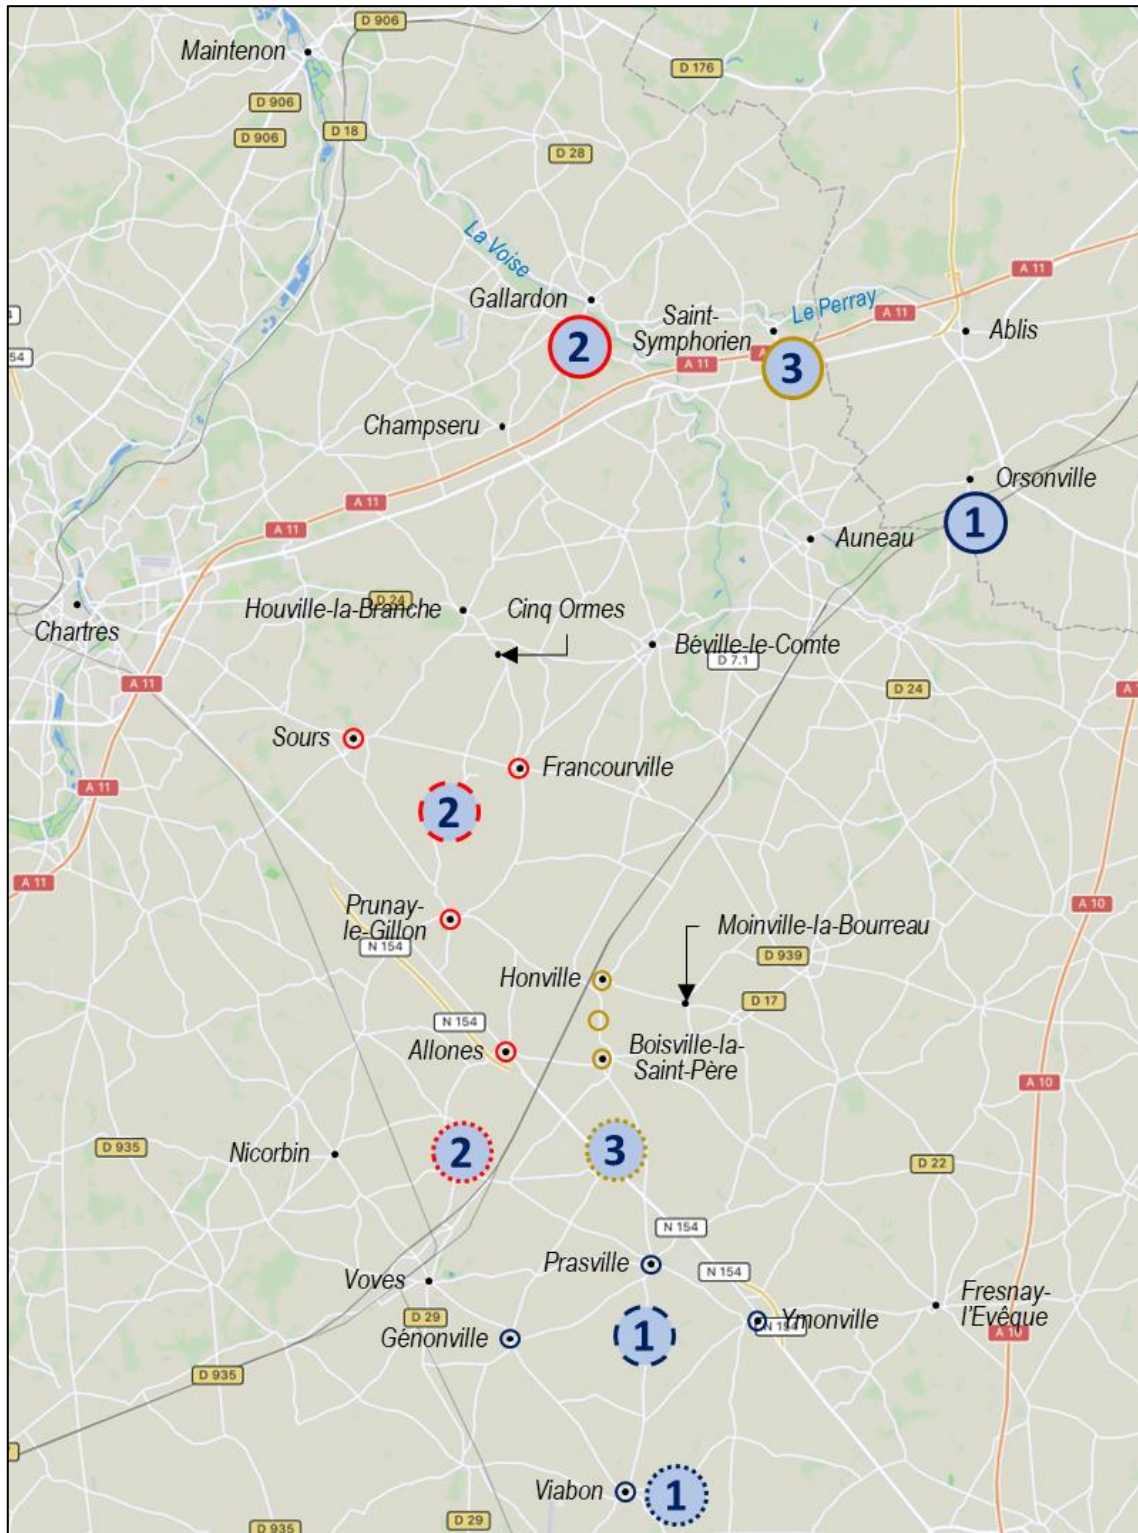 D 906
Maintenon
D 176
D 906
D 18
D 906
D 28
La Voise
A 11
Gallardon
Le Perray
Saint-
Symphorien
A 11
Ablis
2
54
A 11
3
Champseru
Orsonville
A 11
1
A 11
Auneau
D 24
Houville-la-Branche
Cinq Ormes
Chartres
Béville-le-Comte
D 7.1
A 11
D 24
A 1
Sours
Francourville
A 11
2
A 11
Prunay-
le-Gillon
A 10
Moinville-la-Bourreau
N 154
D 939
Honville
D 17
N 154
Allones
Boisville-la-
Saint-Père
A 10
D 935
Nicorbin
2
3
D 22
N 154
Prasville
Voves
N 154
Fresnay-
l'Evêque
D 29
Ymonville
N 154
A 10
Génonville
1
D 935
Viabon
1
D 29
D 935